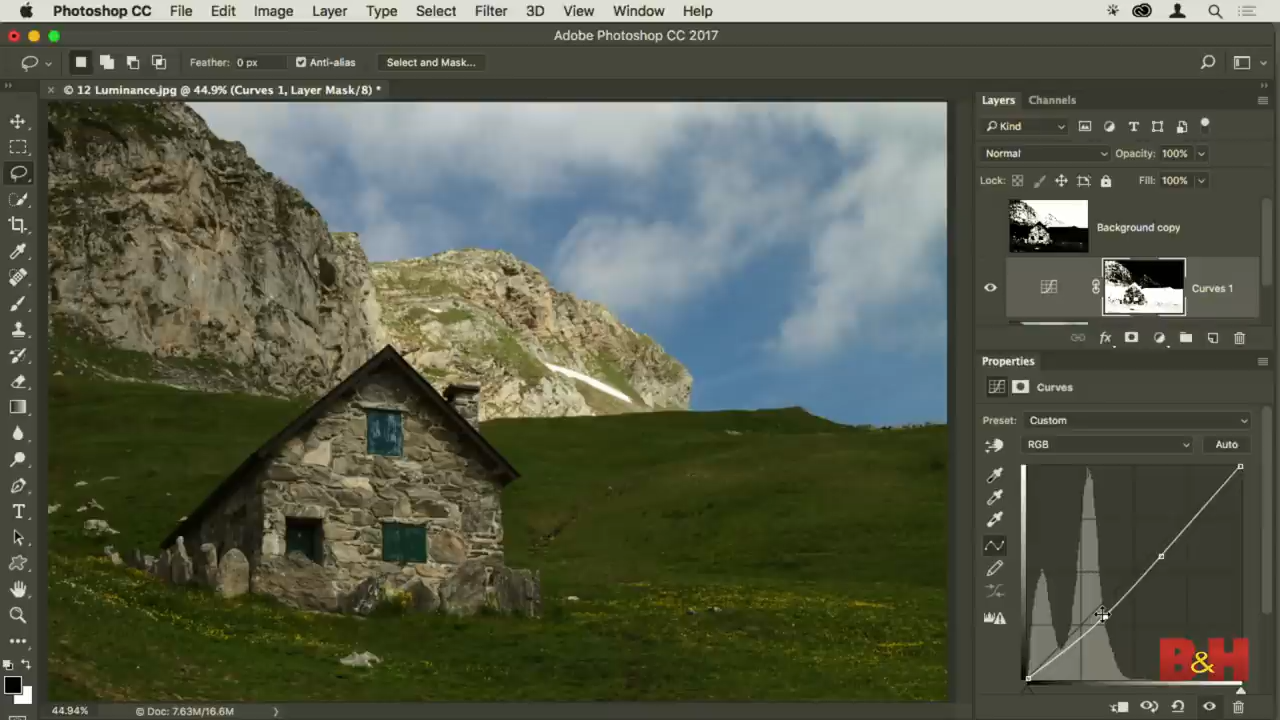 Photoshop CC File Edit Image Layer Type Select Filter 3D View Window Help
Adobe Photoshop CC 2017
Feather: 0 px Anti-alias Select and Mask...
× © 12 Luminance.jpg @ 44.9% (Curves 1, Layer Mask/8) *
Layers Channels
Kind
Normal Opacity: 100%
Lock: Fill: 100%
Background copy
Curves 1
fx
Properties
Curves
Preset: Custom
RGB Auto
B&H
44.94% © Doc: 7.63M/16.6M